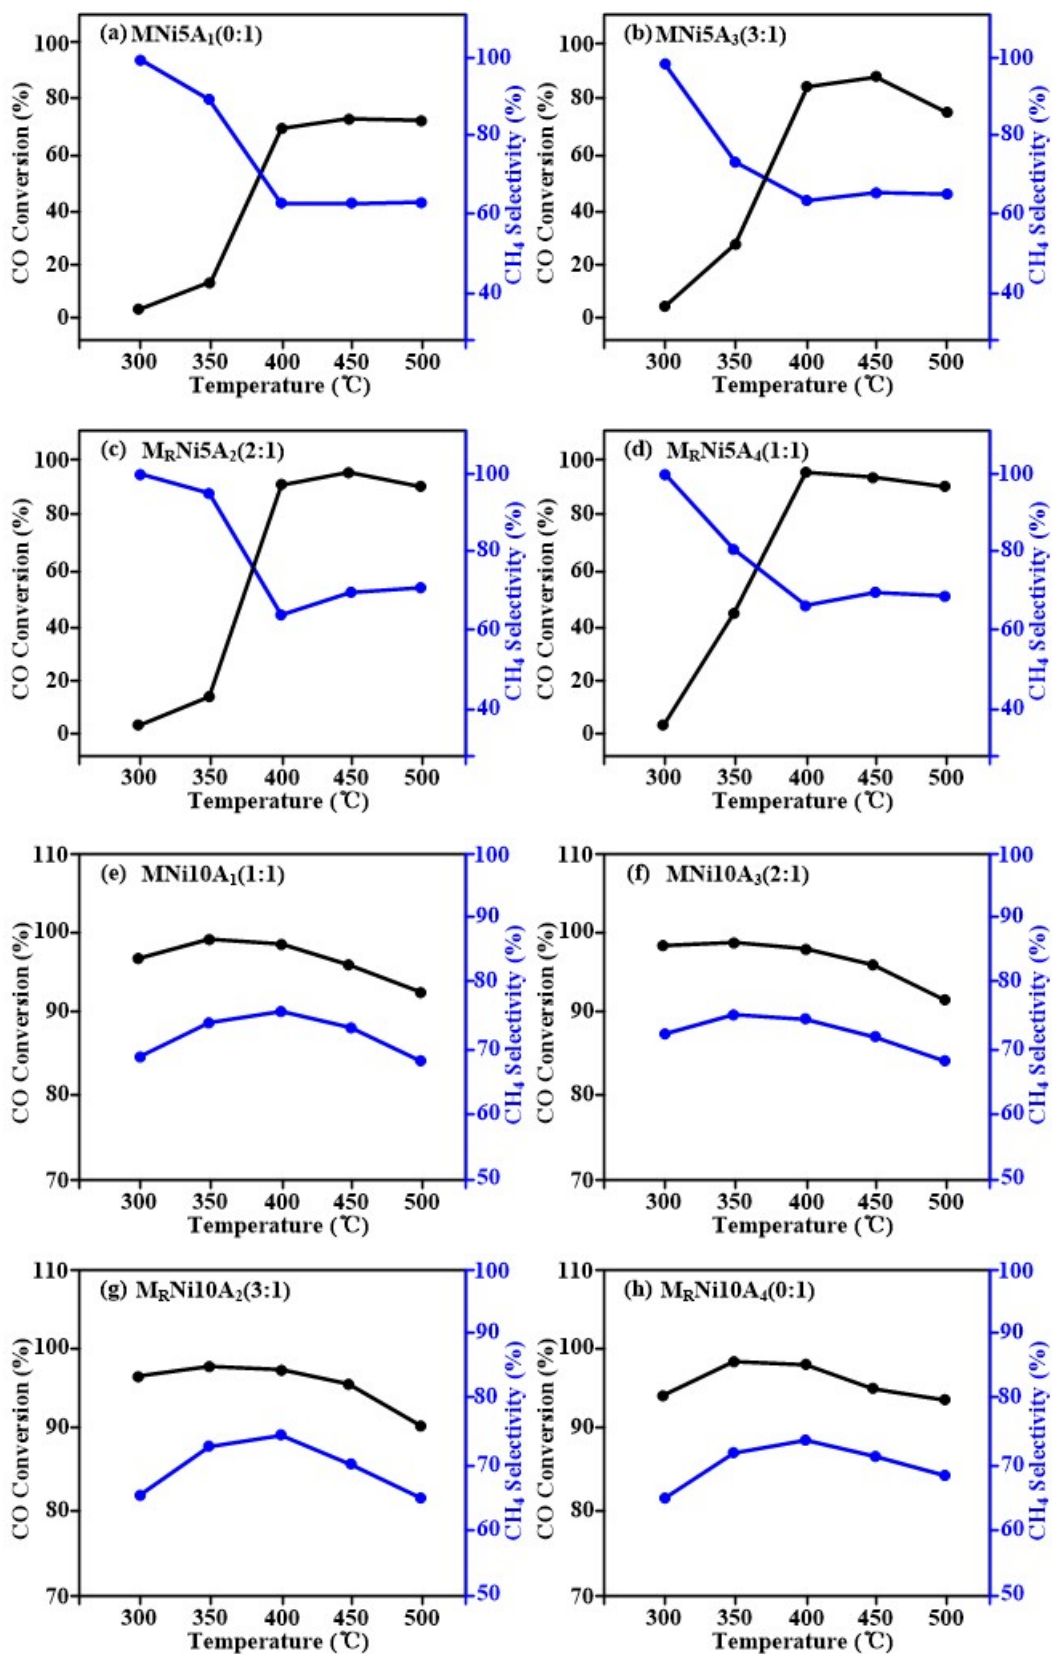 (a) MNi5A₁(0:1)
CO Conversion (%)
100
80
60
40
20
0
100
80
60
40
CH₄ Selectivity (%)
300 350 400 450 500
Temperature (℃)
(b) MNi5A₃(3:1)
CO Conversion (%)
100
80
60
40
20
0
100
80
60
40
CH₄ Selectivity (%)
300 350 400 450 500
Temperature (℃)
(c) MRNi5A₂(2:1)
CO Conversion (%)
100
80
60
40
20
0
100
80
60
40
CH₄ Selectivity (%)
300 350 400 450 500
Temperature (℃)
(d) MRNi5A₄(1:1)
CO Conversion (%)
100
80
60
40
20
0
100
80
60
40
CH₄ Selectivity (%)
300 350 400 450 500
Temperature (℃)
(e) MNi10A₁(1:1)
CO Conversion (%)
110
100
90
80
70
100
90
80
70
60
50
CH₄ Selectivity (%)
300 350 400 450 500
Temperature (℃)
(f) MNi10A₃(2:1)
CO Conversion (%)
110
100
90
80
70
100
90
80
70
60
50
CH₄ Selectivity (%)
300 350 400 450 500
Temperature (℃)
(g) MRNi10A₂(3:1)
CO Conversion (%)
110
100
90
80
70
100
90
80
70
60
50
CH₄ Selectivity (%)
300 350 400 450 500
Temperature (℃)
(h) MRNi10A₄(0:1)
CO Conversion (%)
110
100
90
80
70
100
90
80
70
60
50
CH₄ Selectivity (%)
300 350 400 450 500
Temperature (℃)